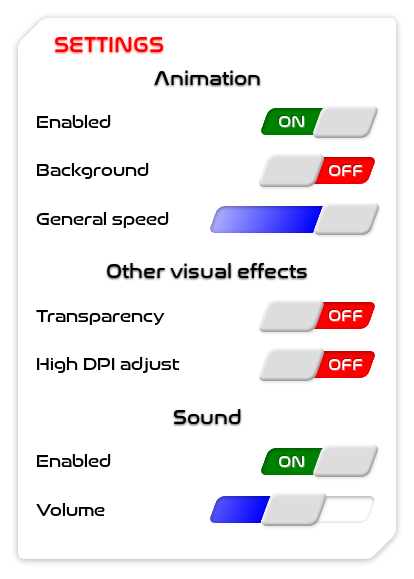 SETTINGS
Animation
Enabled ON
Background OFF
General speed
Other visual effects
Transparency OFF
High DPI adjust OFF
Sound
Enabled ON
Volume